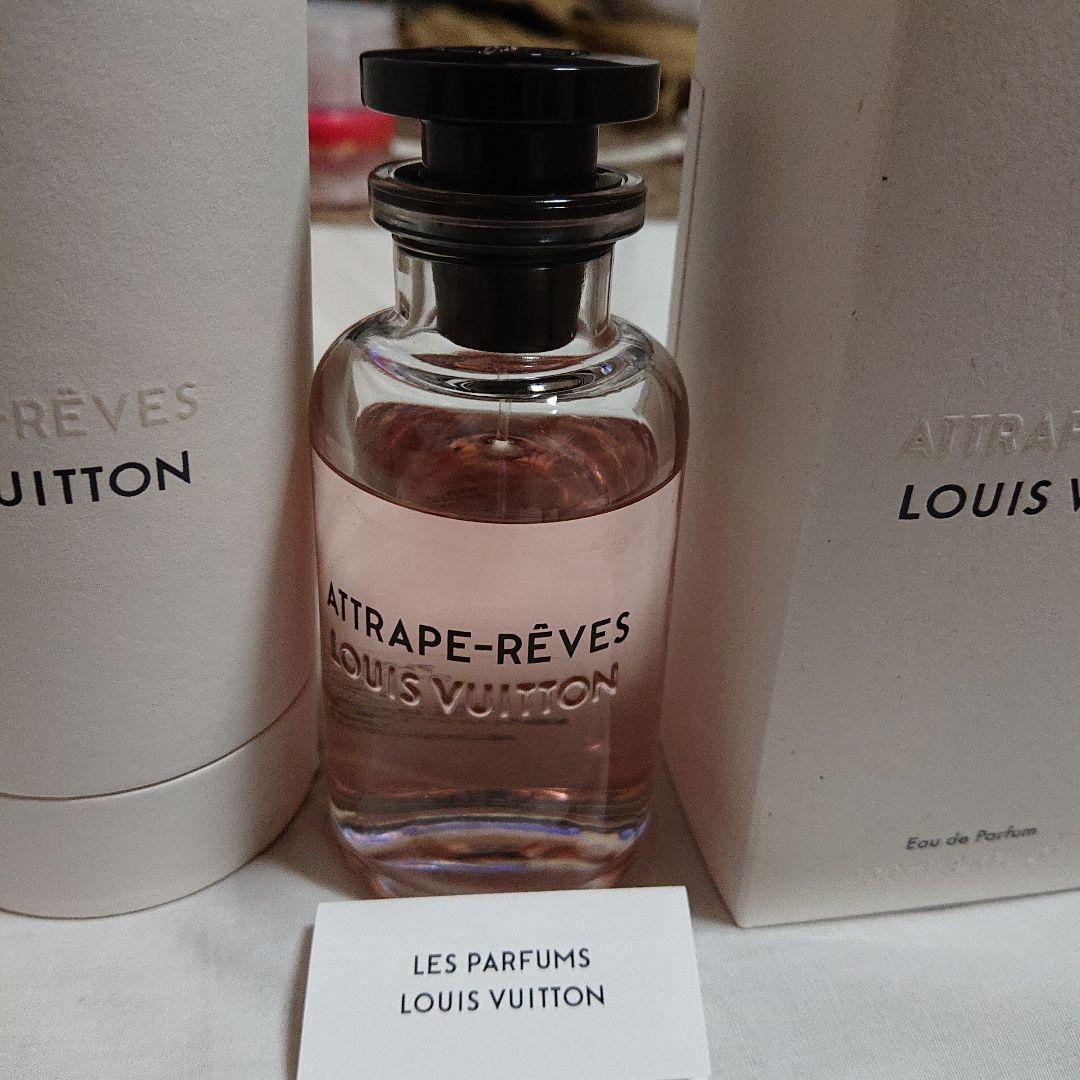 -RÊVES
UITTON
ATTRAPE-RÊVES
LOUIS VUITTON
ATTRAP
LOUIS V
Eau de Parfum
LES PARFUMS
LOUIS VUITTON